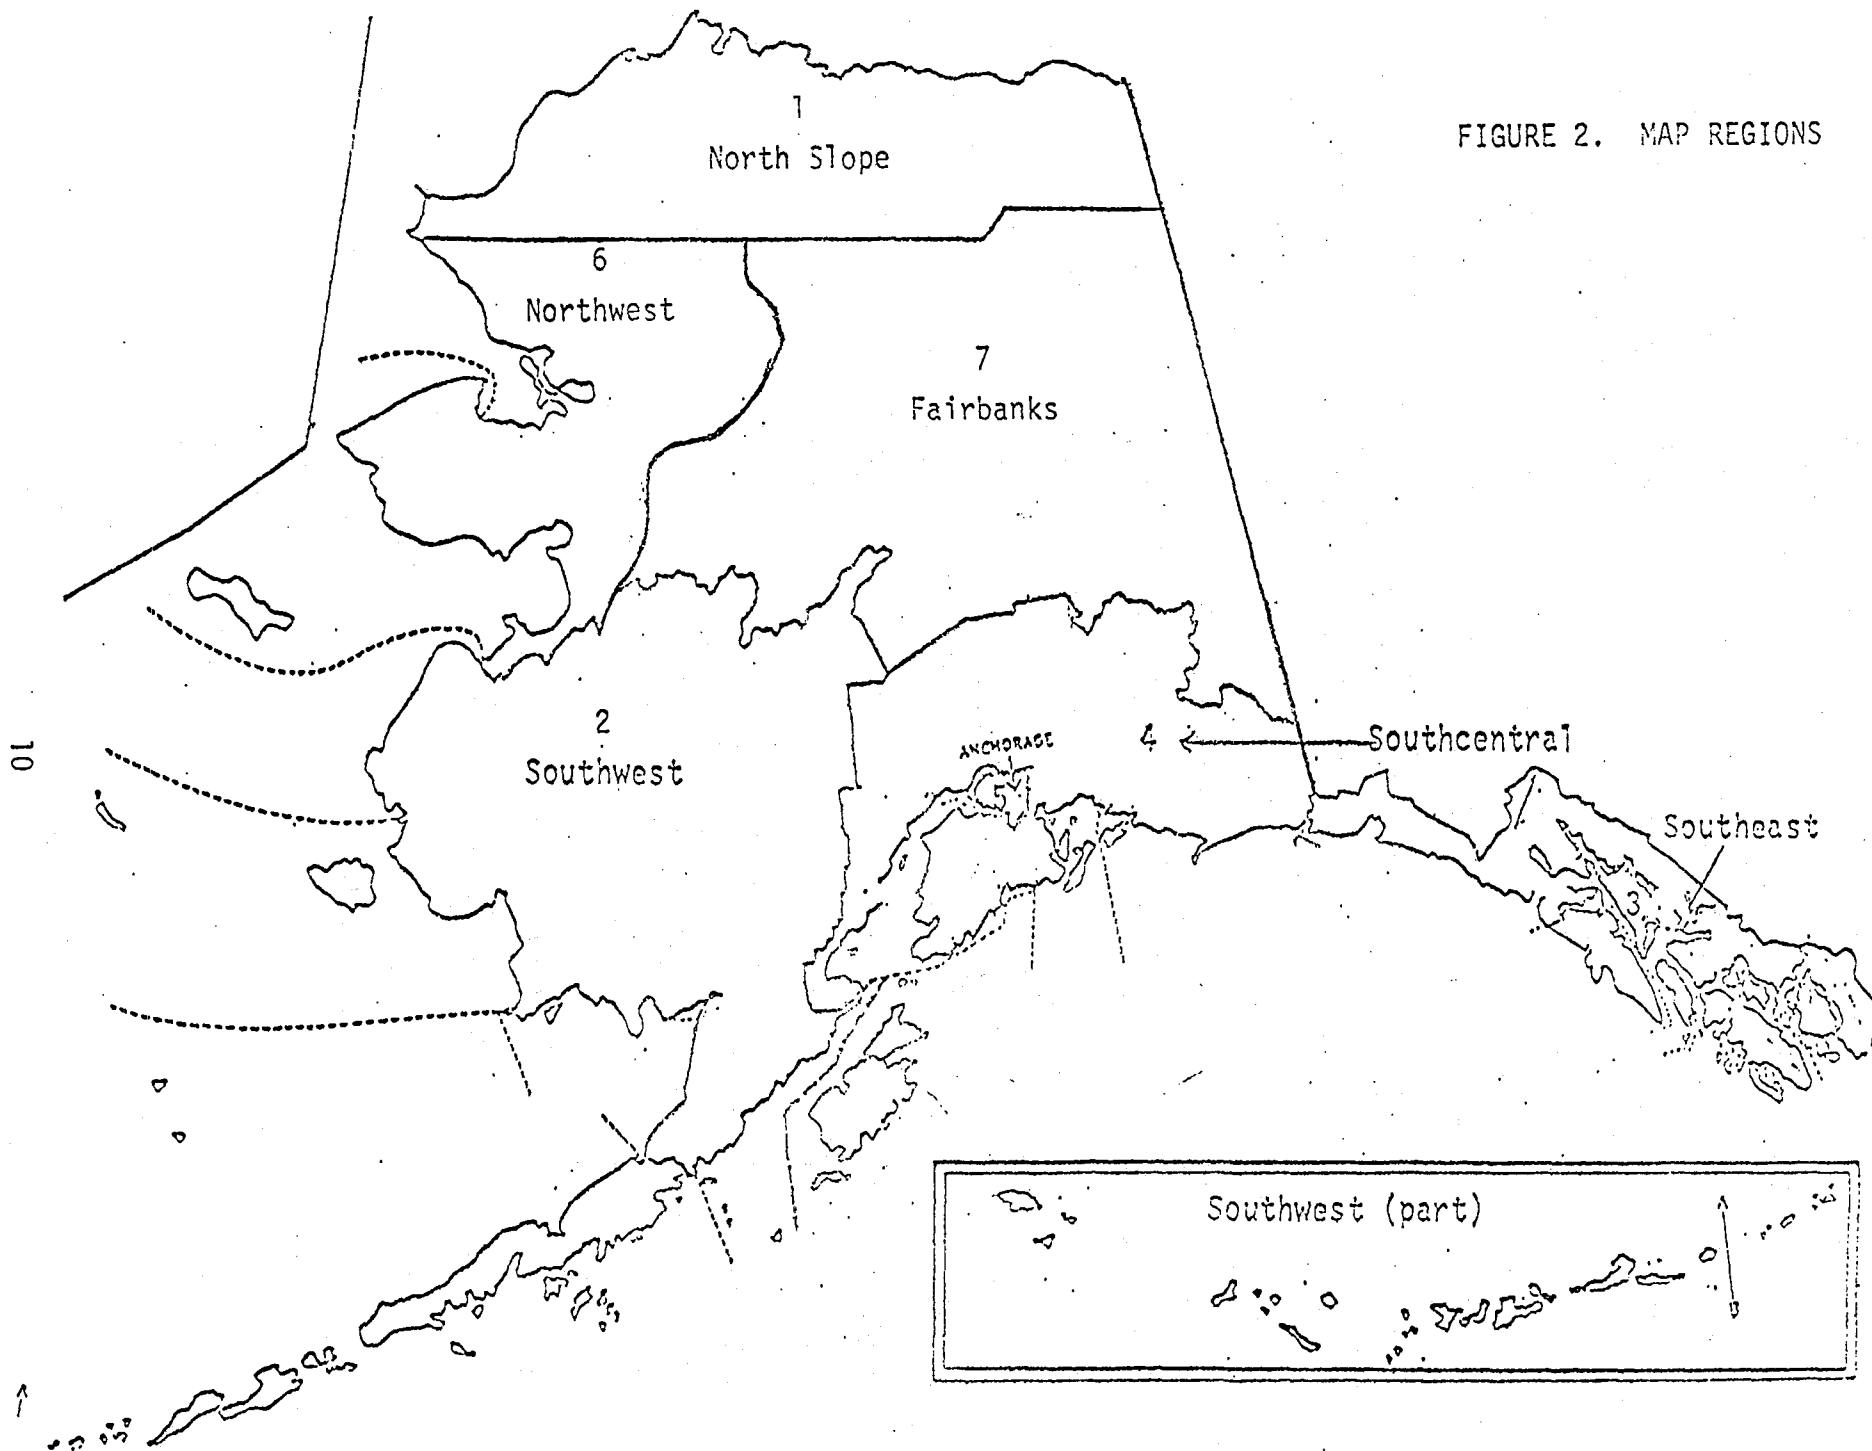 FIGURE 2. MAP REGIONS
1
North Slope
6
Northwest
7
Fairbanks
2
Southwest
ANCHORAGE
5
4
Southcentral
Southeast
3
10
Southwest (part)